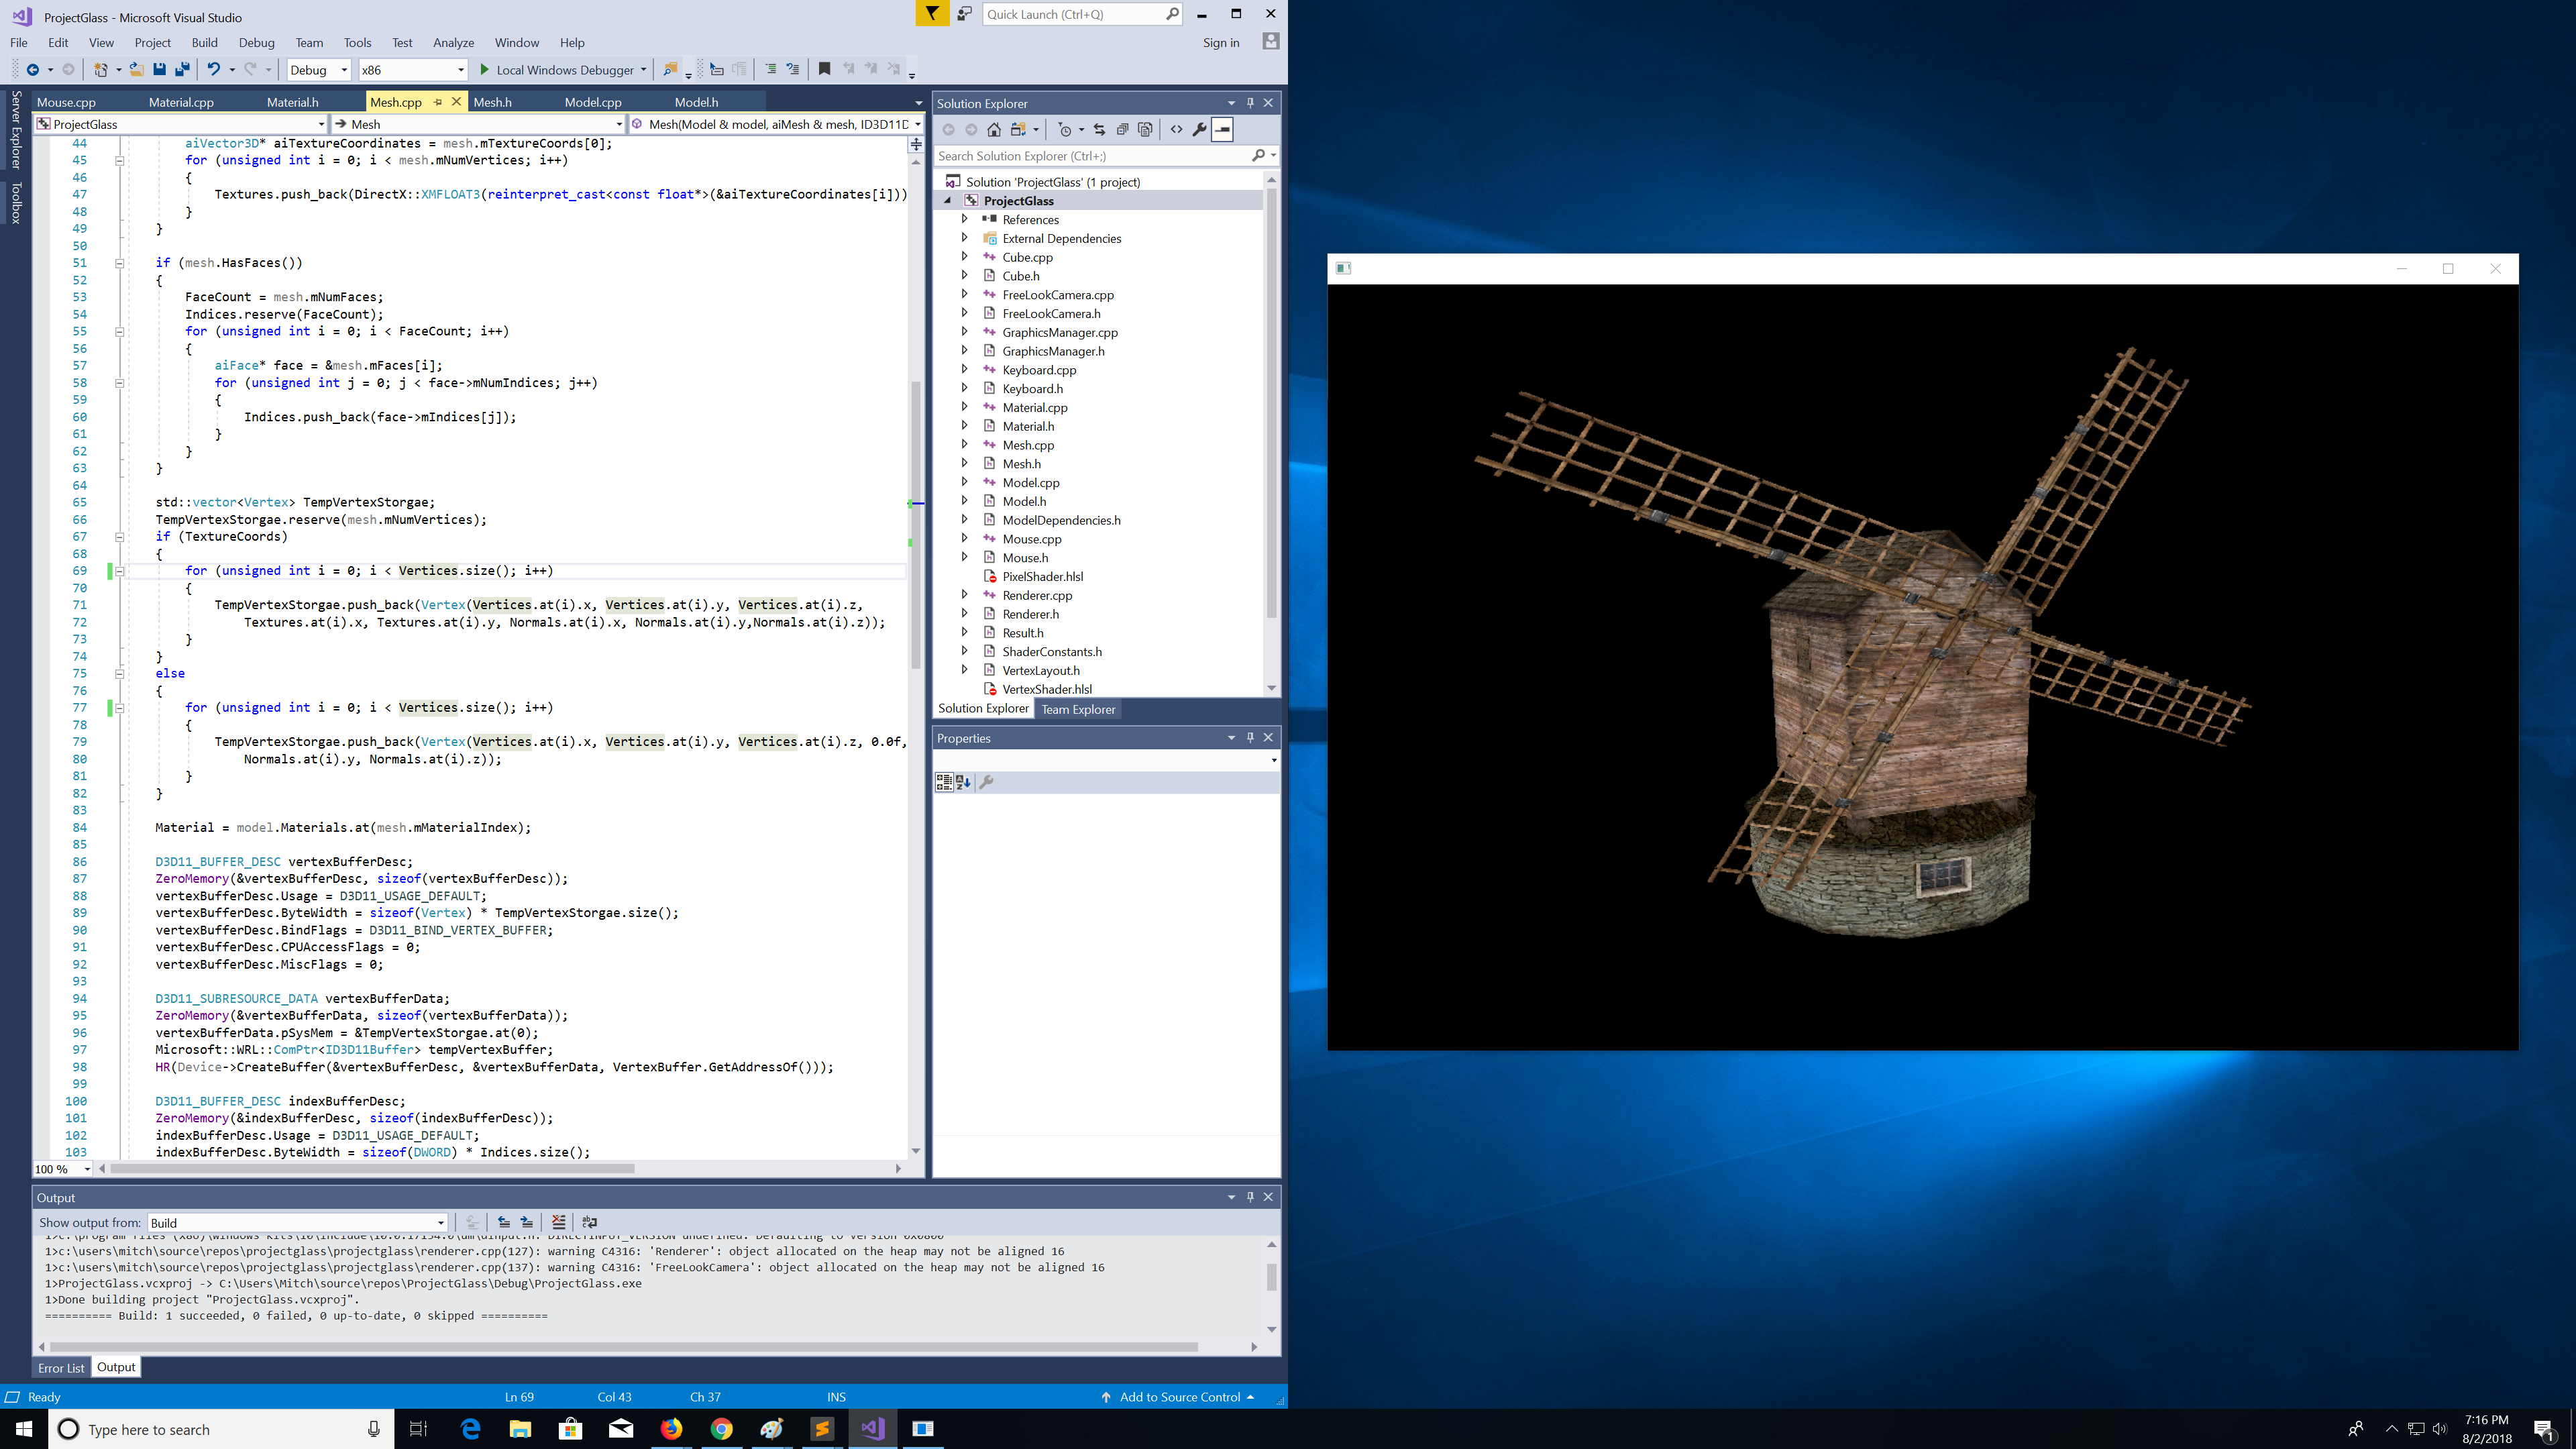 ProjectGlass - Microsoft Visual Studio
Quick Launch (Ctrl+Q)
File Edit View Project Build Debug Team Tools Test Analyze Window Help
Sign in
Debug x86 Local Windows Debugger
Server Explorer
Toolbox
Mouse.cpp Material.cpp Material.h Mesh.cpp Mesh.h Model.cpp Model.h
ProjectGlass Mesh Mesh(Model & model, aiMesh & mesh, ID3D11D
44 aiVector3D* aiTextureCoordinates = mesh.mTextureCoords[0];
45 for (unsigned int i = 0; i < mesh.mNumVertices; i++)
46 {
47 Textures.push_back(DirectX::XMFLOAT3(reinterpret_cast<const float*>(&aiTextureCoordinates[i]))
48 }
49 }
50
51 if (mesh.HasFaces())
52 {
53 FaceCount = mesh.mNumFaces;
54 Indices.reserve(FaceCount);
55 for (unsigned int i = 0; i < FaceCount; i++)
56 {
57 aiFace* face = &mesh.mFaces[i];
58 for (unsigned int j = 0; j < face->mNumIndices; j++)
59 {
60 Indices.push_back(face->mIndices[j]);
61 }
62 }
63 }
64
65 std::vector<Vertex> TempVertexStorgae;
66 TempVertexStorgae.reserve(mesh.mNumVertices);
67 if (TextureCoords)
68 {
69 for (unsigned int i = 0; i < Vertices.size(); i++)
70 {
71 TempVertexStorgae.push_back(Vertex(Vertices.at(i).x, Vertices.at(i).y, Vertices.at(i).z,
72 Textures.at(i).x, Textures.at(i).y, Normals.at(i).x, Normals.at(i).y,Normals.at(i).z));
73 }
74 }
75 else
76 {
77 for (unsigned int i = 0; i < Vertices.size(); i++)
78 {
79 TempVertexStorgae.push_back(Vertex(Vertices.at(i).x, Vertices.at(i).y, Vertices.at(i).z, 0.0f,
80 Normals.at(i).y, Normals.at(i).z));
81 }
82 }
83
84 Material = model.Materials.at(mesh.mMaterialIndex);
85
86 D3D11_BUFFER_DESC vertexBufferDesc;
87 ZeroMemory(&vertexBufferDesc, sizeof(vertexBufferDesc));
88 vertexBufferDesc.Usage = D3D11_USAGE_DEFAULT;
89 vertexBufferDesc.ByteWidth = sizeof(Vertex) * TempVertexStorgae.size();
90 vertexBufferDesc.BindFlags = D3D11_BIND_VERTEX_BUFFER;
91 vertexBufferDesc.CPUAccessFlags = 0;
92 vertexBufferDesc.MiscFlags = 0;
93
94 D3D11_SUBRESOURCE_DATA vertexBufferData;
95 ZeroMemory(&vertexBufferData, sizeof(vertexBufferData));
96 vertexBufferData.pSysMem = &TempVertexStorgae.at(0);
97 Microsoft::WRL::ComPtr<ID3D11Buffer> tempVertexBuffer;
98 HR(Device->CreateBuffer(&vertexBufferDesc, &vertexBufferData, VertexBuffer.GetAddressOf()));
99
100 D3D11_BUFFER_DESC indexBufferDesc;
101 ZeroMemory(&indexBufferDesc, sizeof(indexBufferDesc));
102 indexBufferDesc.Usage = D3D11_USAGE_DEFAULT;
103 indexBufferDesc.ByteWidth = sizeof(DWORD) * Indices.size();
100 %
Solution Explorer
Search Solution Explorer (Ctrl+;)
Solution 'ProjectGlass' (1 project)
ProjectGlass
References
External Dependencies
Cube.cpp
Cube.h
FreeLookCamera.cpp
FreeLookCamera.h
GraphicsManager.cpp
GraphicsManager.h
Keyboard.cpp
Keyboard.h
Material.cpp
Material.h
Mesh.cpp
Mesh.h
Model.cpp
Model.h
ModelDependencies.h
Mouse.cpp
Mouse.h
PixelShader.hlsl
Renderer.cpp
Renderer.h
Result.h
ShaderConstants.h
VertexLayout.h
VertexShader.hlsl
Solution Explorer Team Explorer
Properties
Output
Show output from: Build
1>c:\program files (x86)\windows kits\10\include\10.0.17134.0\um\dinput.h: DIRECTINPUT_VERSION undefined. Defaulting to version 0x0800
1>c:\users\mitch\source\repos\projectglass\projectglass\renderer.cpp(127): warning C4316: 'Renderer': object allocated on the heap may not be aligned 16
1>c:\users\mitch\source\repos\projectglass\projectglass\renderer.cpp(137): warning C4316: 'FreeLookCamera': object allocated on the heap may not be aligned 16
1>ProjectGlass.vcxproj -> C:\Users\Mitch\source\repos\ProjectGlass\Debug\ProjectGlass.exe
1>Done building project "ProjectGlass.vcxproj".
========== Build: 1 succeeded, 0 failed, 0 up-to-date, 0 skipped ==========
Error List Output
Ready Ln 69 Col 43 Ch 37 INS Add to Source Control
Type here to search
7:16 PM
8/2/2018
1